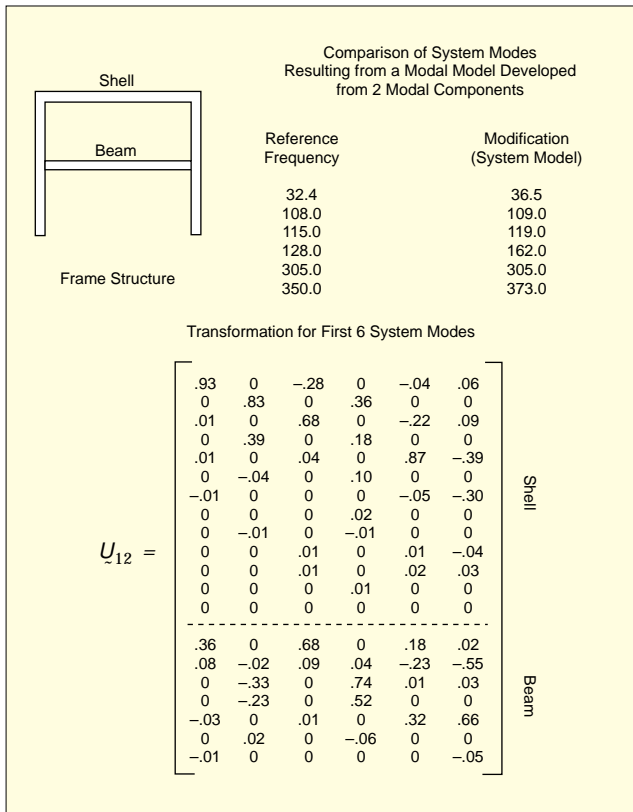 Comparison of System Modes
Resulting from a Modal Model Developed
from 2 Modal Components
Shell
Beam
Frame Structure
Reference Modification
Frequency (System Model)
32.4 36.5
108.0 109.0
115.0 119.0
128.0 162.0
305.0 305.0
350.0 373.0
Transformation for First 6 System Modes
.93 0 –.28 0 –.04 .06
0 .83 0 .36 0 0
.01 0 .68 0 –.22 .09
0 .39 0 .18 0 0
.01 0 .04 0 .87 –.39
0 –.04 0 .10 0 0
–.01 0 0 0 –.05 –.30
0 0 0 .02 0 0
0 –.01 0 –.01 0 0
0 0 .01 0 .01 –.04
0 0 .01 0 .02 .03
0 0 0 .01 0 0
0 0 0 0 0 0
Shell
U12 =
.36 0 .68 0 .18 .02
.08 –.02 .09 .04 –.23 –.55
0 –.33 0 .74 .01 .03
0 –.23 0 .52 0 0
–.03 0 .01 0 .32 .66
0 .02 0 –.06 0 0
–.01 0 0 0 0 –.05
Beam